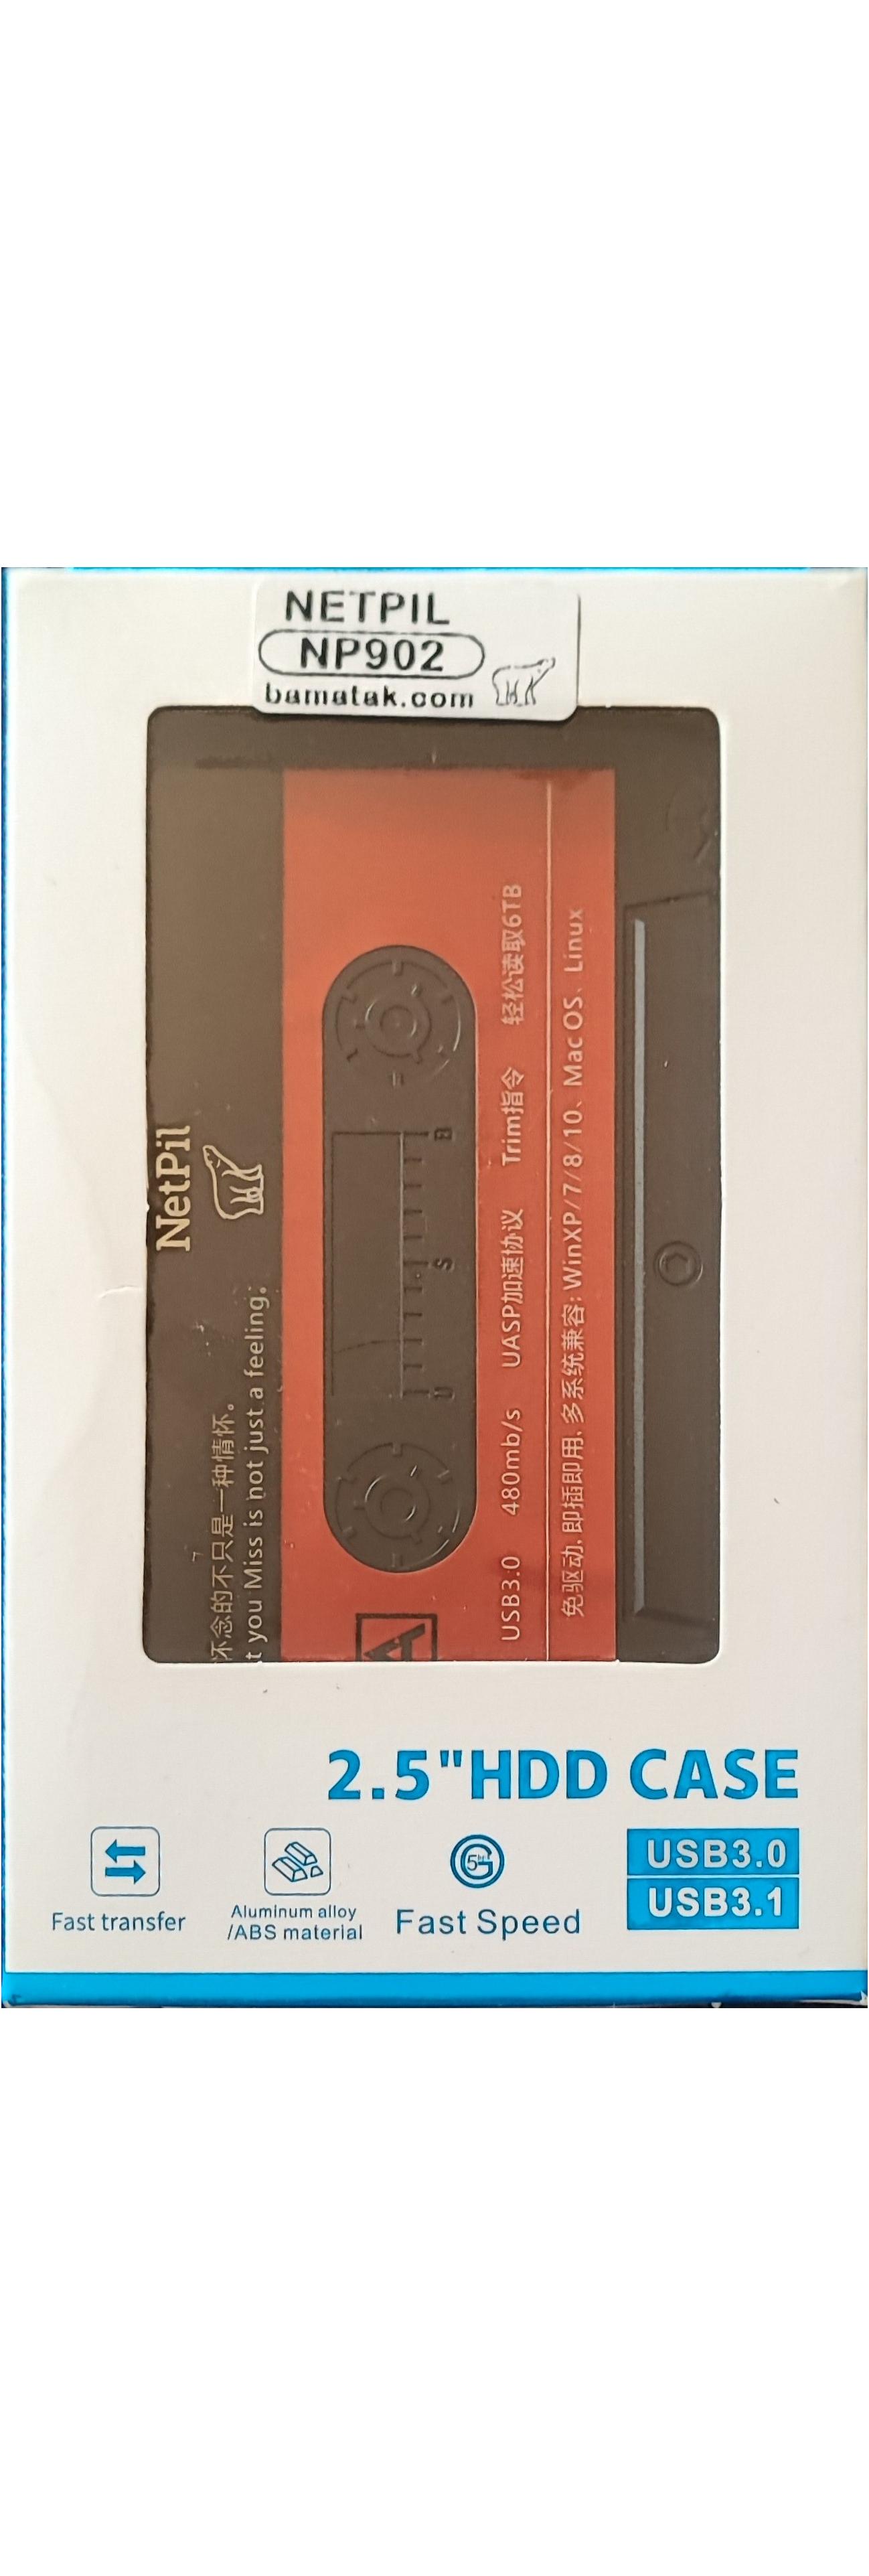 NETPIL
NP902
bamatak.com
NetPil
怀念的不只是一种情怀。
t you Miss is not just a feeling.
A
B
S
U
USB3.0 480mb/s UASP加速协议 Trim指令 轻松读取6TB
免驱动, 即插即用, 多系统兼容: WinXP/7/8/10、Mac OS、Linux
2.5"HDD CASE
Fast transfer
Aluminum alloy
/ABS material
5Gbps
Fast Speed
USB3.0
USB3.1